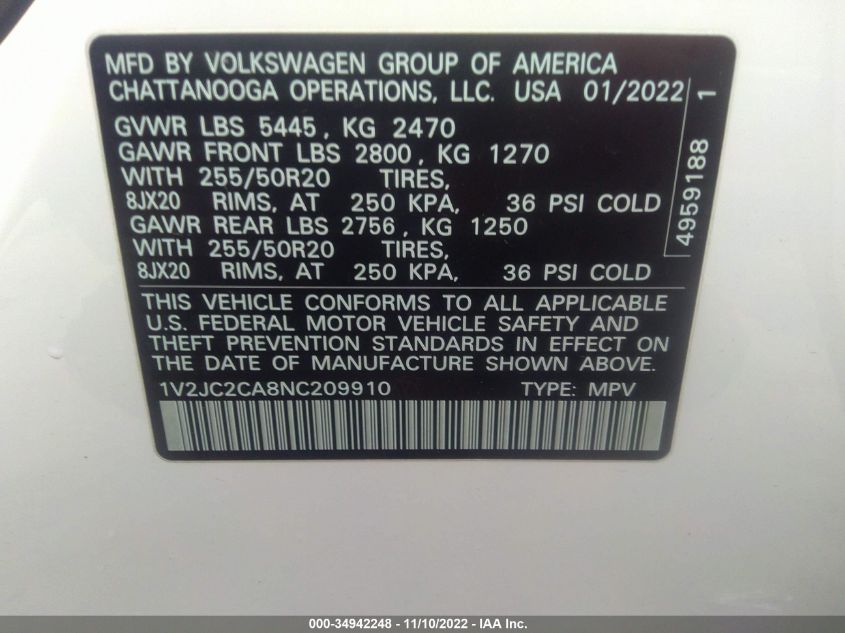 MFD BY VOLKSWAGEN GROUP OF AMERICA
CHATTANOOGA OPERATIONS, LLC. USA 01/2022
GVWR LBS 5445, KG 2470
GAWR FRONT LBS 2800, KG 1270
WITH 255/50R20 TIRES,
8JX20 RIMS, AT 250 KPA, 36 PSI COLD
GAWR REAR LBS 2756, KG 1250
WITH 255/50R20 TIRES,
8JX20 RIMS, AT 250 KPA, 36 PSI COLD
THIS VEHICLE CONFORMS TO ALL APPLICABLE
U.S. FEDERAL MOTOR VEHICLE SAFETY AND
THEFT PREVENTION STANDARDS IN EFFECT ON
THE DATE OF MANUFACTURE SHOWN ABOVE.
1V2JC2CA8NC209910 TYPE: MPV
4959188 1
000-34942248 - 11/10/2022 - IAA Inc.